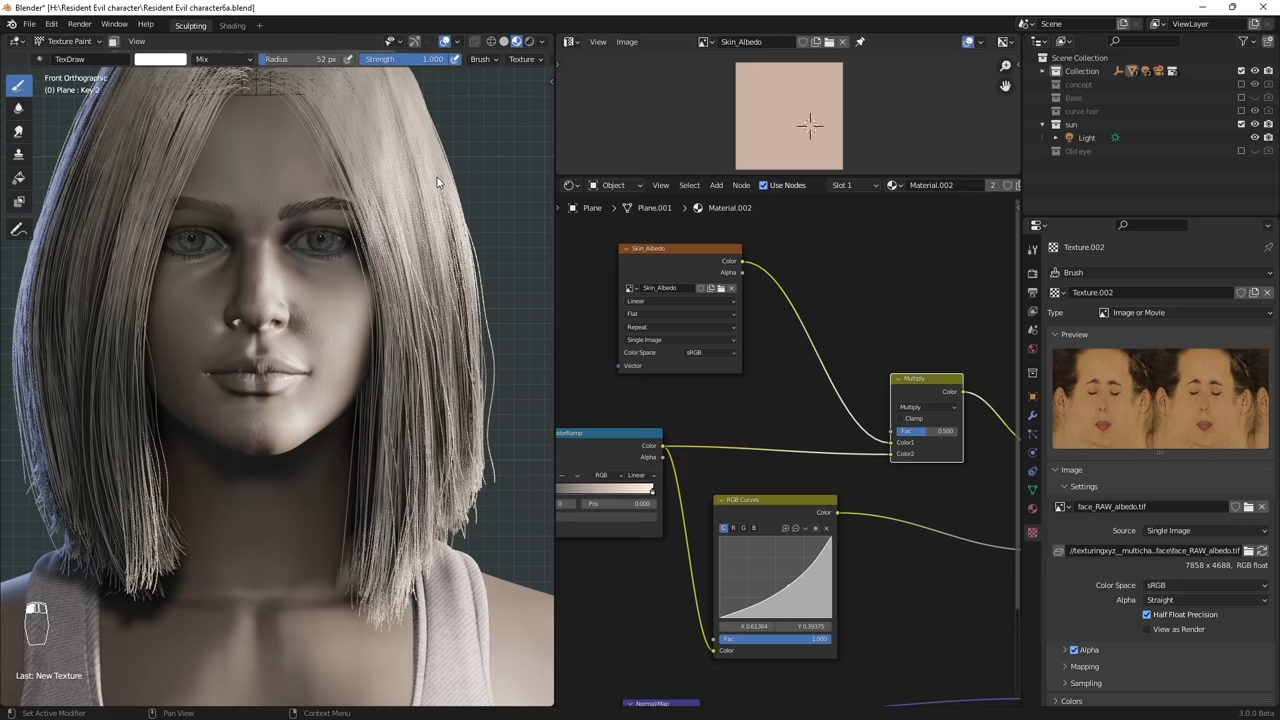 Blender* [H:\Resident Evil character\Resident Evil character6a.blend]
File Edit Render Window Help Sculpting Shading + Scene ViewLayer
Texture Paint View
View Image Skin_Albedo
TexDraw Mix Radius 52 px Strength 1.000 Brush Texture
Scene Collection
Collection
concept
Base
curve hair
sun
Light
Old eye
Front Orthographic
(0) Plane : Key 2
Object View Select Add Node Use Nodes Slot 1 Material.002 2
Plane Plane.001 Material.002
Skin_Albedo
Color
Alpha
Skin_Albedo
Linear
Flat
Repeat
Single Image
Color Space sRGB
Vector
Multiply
Color
Multiply
Clamp
Fac 0.500
Color1
Color2
olorRamp
Color
Alpha
RGB Linear
0 Pos 0.000
RGB Curves
Color
C R G B
X 0.61364 Y 0.39375
Fac 1.000
Color
Normal Map
Texture.002
Brush
Texture.002
Type Image or Movie
Preview
Image
Settings
face_RAW_albedo.tif
Source Single Image
//texturingxyz__multicha...face\face_RAW_albedo.tif
7858 x 4688, RGB float
Color Space sRGB
Alpha Straight
Half Float Precision
View as Render
Alpha
Mapping
Sampling
Colors
Last: New Texture
Set Active Modifier Pan View Context Menu 3.0.0 Beta